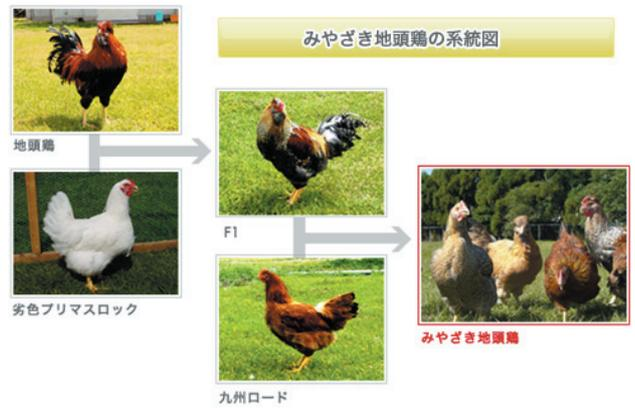 みやざき地頭鶏の系統図
地頭鶏
F1
劣色プリマスロック
みやざき地頭鶏
九州ロード